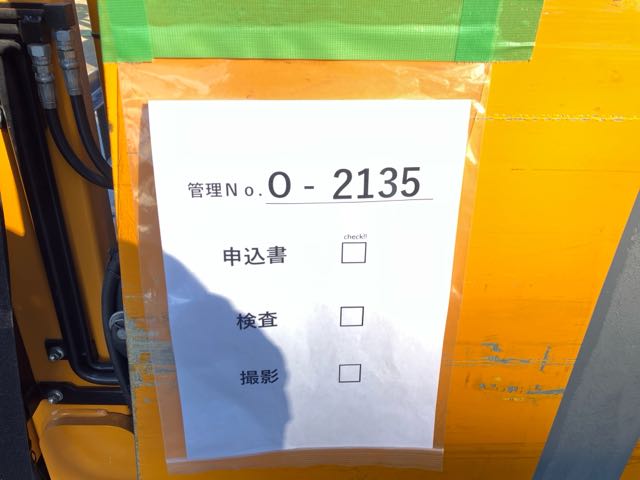 管理No. O - 2135
check!!
申込書 □
検査 □
撮影 □